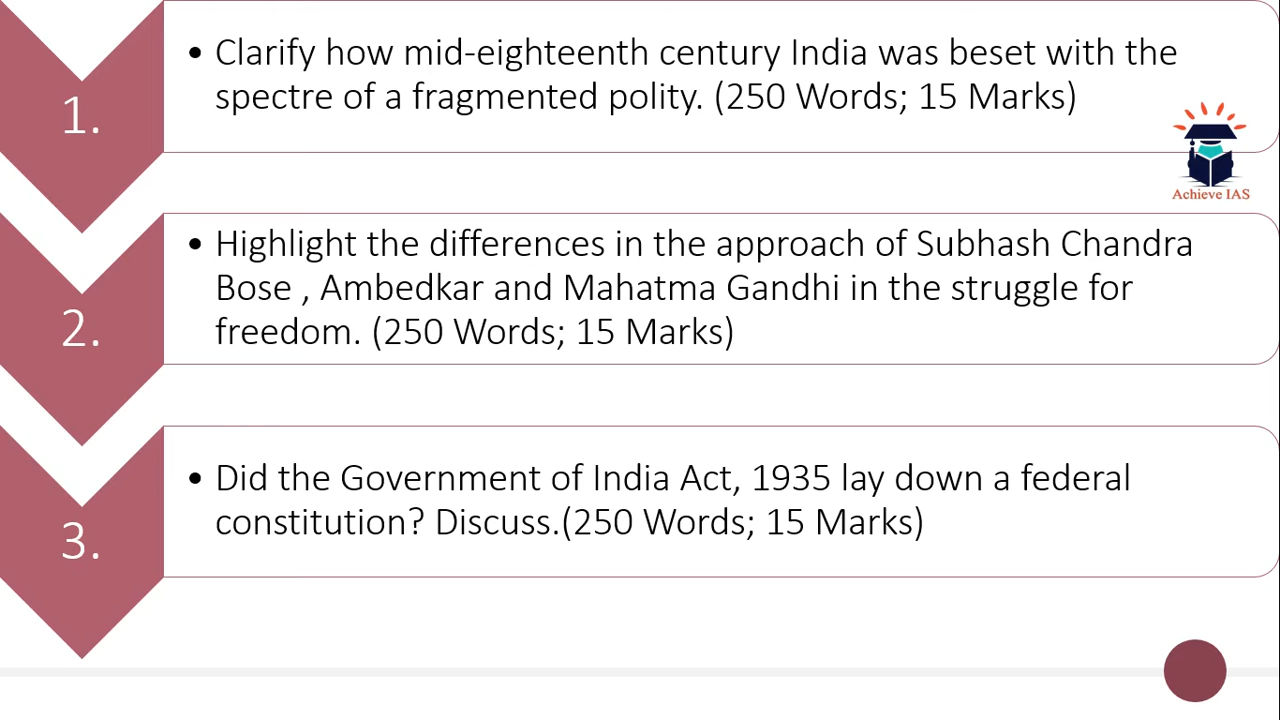 1.
• Clarify how mid-eighteenth century India was beset with the
spectre of a fragmented polity. (250 Words; 15 Marks)
Achieve IAS
2.
• Highlight the differences in the approach of Subhash Chandra
Bose , Ambedkar and Mahatma Gandhi in the struggle for
freedom. (250 Words; 15 Marks)
3.
• Did the Government of India Act, 1935 lay down a federal
constitution? Discuss.(250 Words; 15 Marks)